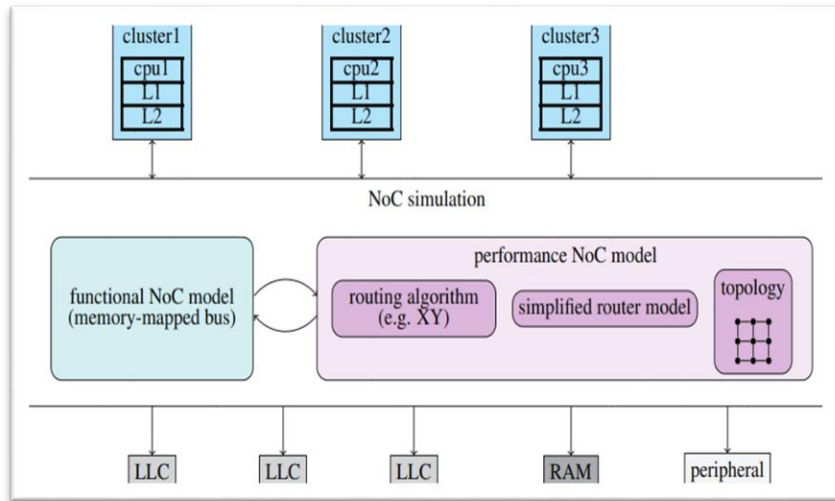 cluster1
cpu1
L1
L2
cluster2
cpu2
L1
L2
cluster3
cpu3
L1
L2
NoC simulation
functional NoC model
(memory-mapped bus)
performance NoC model
routing algorithm
(e.g. XY)
simplified router model
topology
LLC
LLC
LLC
RAM
peripheral